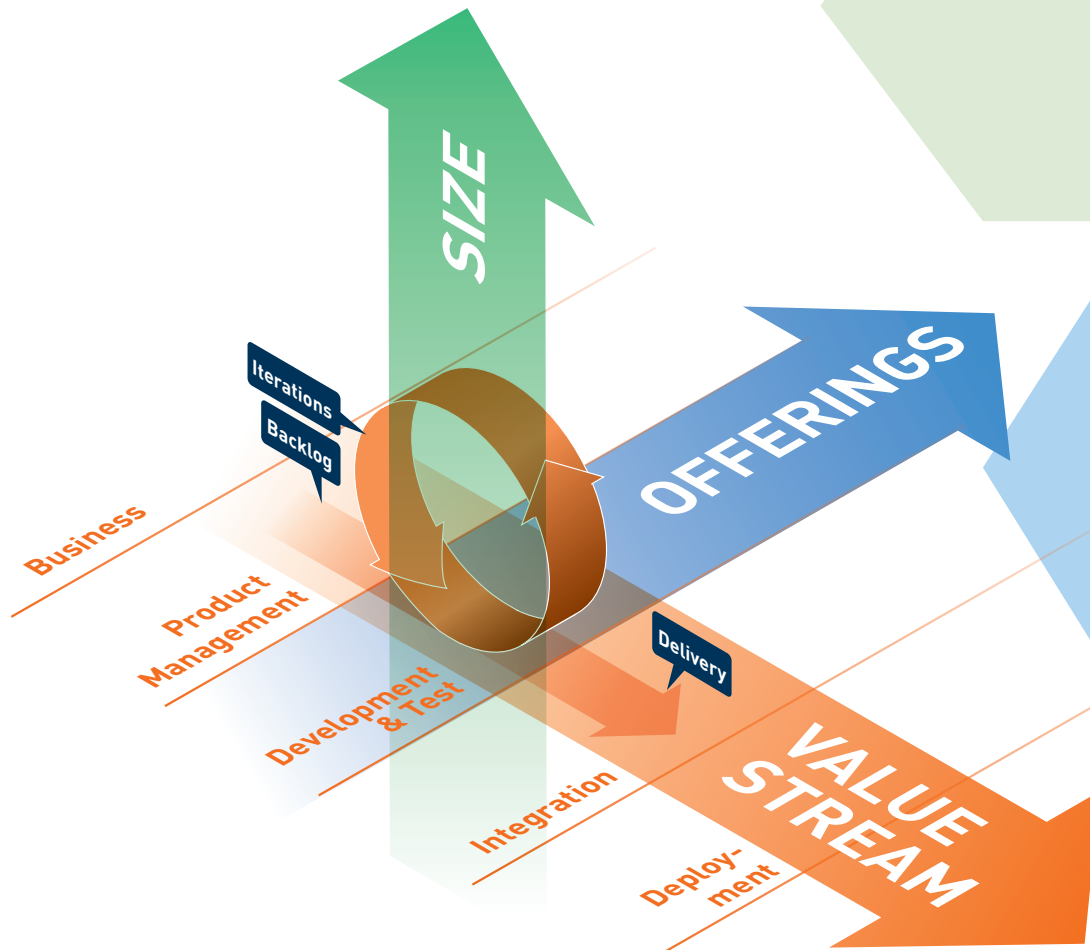 SIZE
OFFERINGS
Iterations
Backlog
Business
Product
Management
Development
& Test
Delivery
Integration
Deploy-
ment
VALUE
STREAM